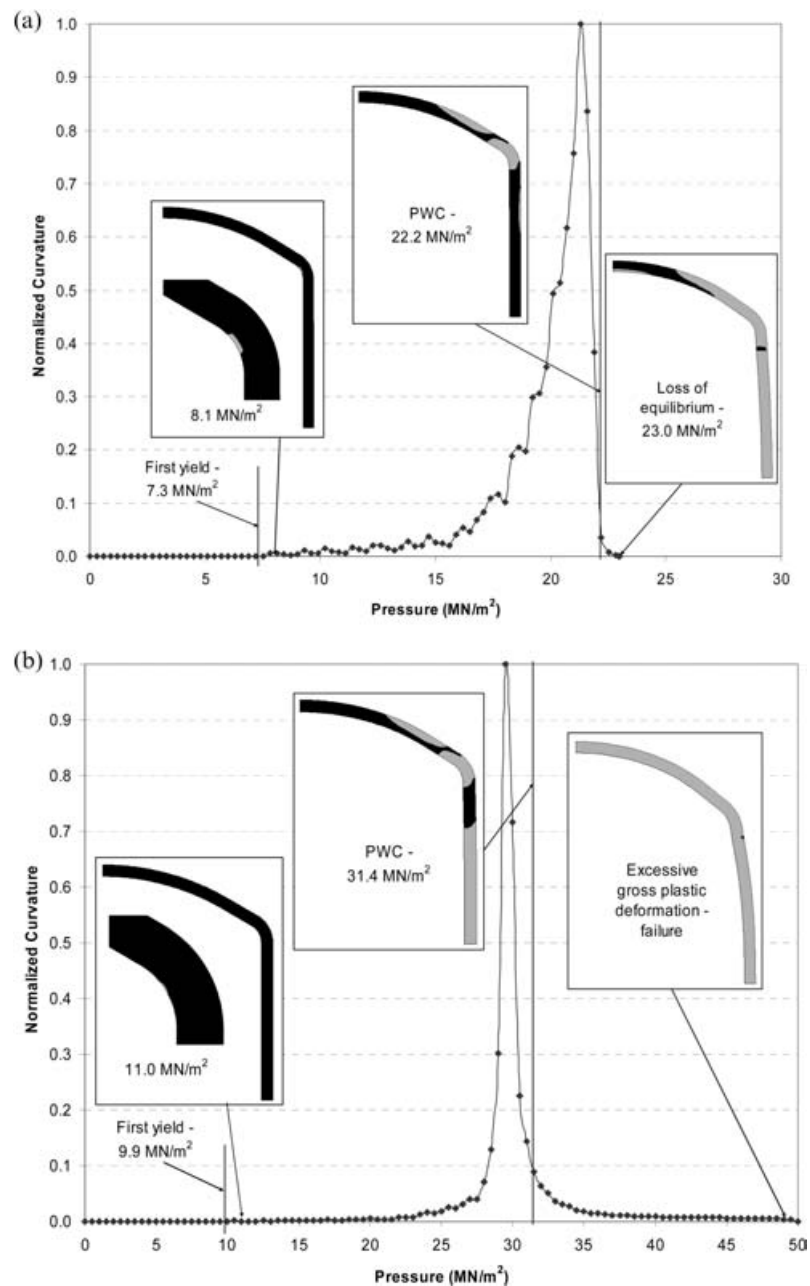 (a)
1.0
0.9
0.8
0.7
0.6
0.5
0.4
0.3
0.2
0.1
0.0
Normalized Curvature
PWC -
22.2 MN/m²
8.1 MN/m²
Loss of
equilibrium -
23.0 MN/m²
First yield -
7.3 MN/m²
0 5 10 15 20 25 30
Pressure (MN/m²)
(b)
1.0
0.9
0.8
0.7
0.6
0.5
0.4
0.3
0.2
0.1
0.0
Normalized Curvature
PWC -
31.4 MN/m²
Excessive
gross plastic
deformation -
failure
11.0 MN/m²
First yield -
9.9 MN/m²
0 5 10 15 20 25 30 35 40 45 50
Pressure (MN/m²)